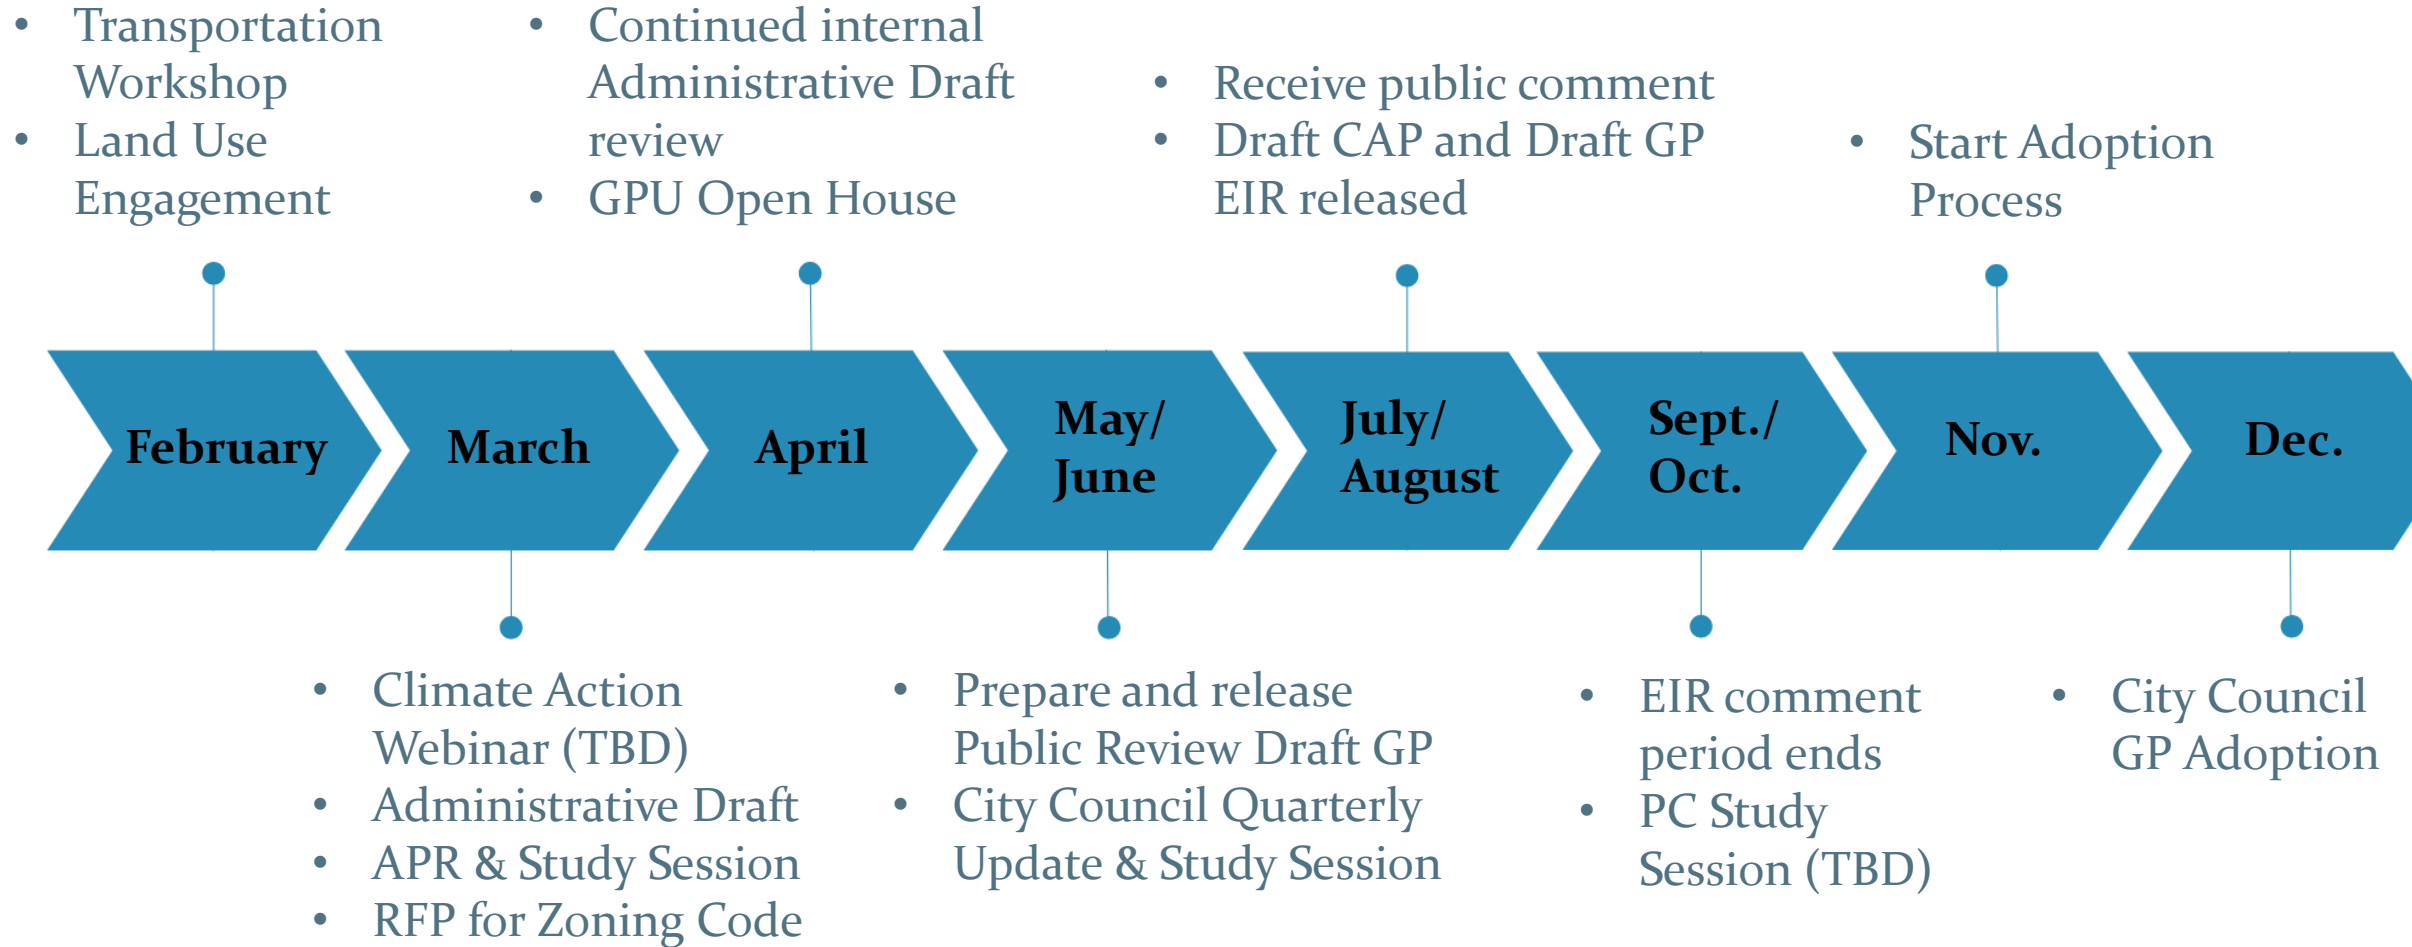 • Transportation
Workshop
• Land Use
Engagement
• Continued internal
Administrative Draft
review
• GPU Open House
• Receive public comment
• Draft CAP and Draft GP
EIR released
• Start Adoption
Process
February
March
April
May/
June
July/
August
Sept./
Oct.
Nov.
Dec.
• Climate Action
Webinar (TBD)
• Administrative Draft
• APR & Study Session
• RFP for Zoning Code
• Prepare and release
Public Review Draft GP
• City Council Quarterly
Update & Study Session
• EIR comment
period ends
• PC Study
Session (TBD)
• City Council
GP Adoption